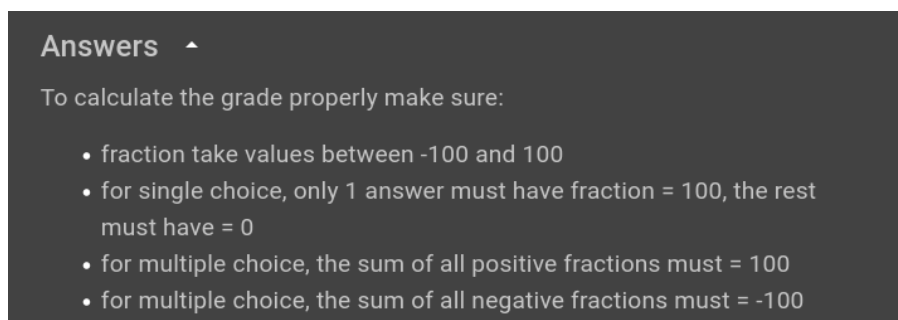 Answers
To calculate the grade properly make sure:
• fraction take values between -100 and 100
• for single choice, only 1 answer must have fraction = 100, the rest
must have = 0
• for multiple choice, the sum of all positive fractions must = 100
• for multiple choice, the sum of all negative fractions must = -100